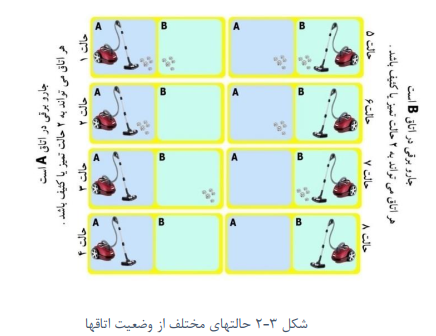 جارو برقی در اتاق A است
هر اتاق می تواند به ۲ حالت تمیز یا کثیف باشد.
حالت ۱
A B
حالت ۲
A B
حالت ۳
A B
حالت ۴
A B
A B
حالت ۵
A B
حالت ۶
A B
حالت ۷
A B
حالت ۸
جارو برقی در اتاق B است
هر اتاق می تواند به ۲ حالت تمیز یا کثیف باشد.
شکل ۳-۲ حالتهای مختلف از وضعیت اتاقها